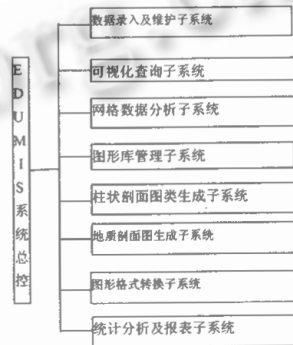 EDUMIS系统总控
数据录入及维护子系统
可视化查询子系统
网格数据分析子系统
图形库管理子系统
柱状剖面图类生成子系统
地质剖面图生成子系统
图形格式转换子系统
统计分析及报表子系统